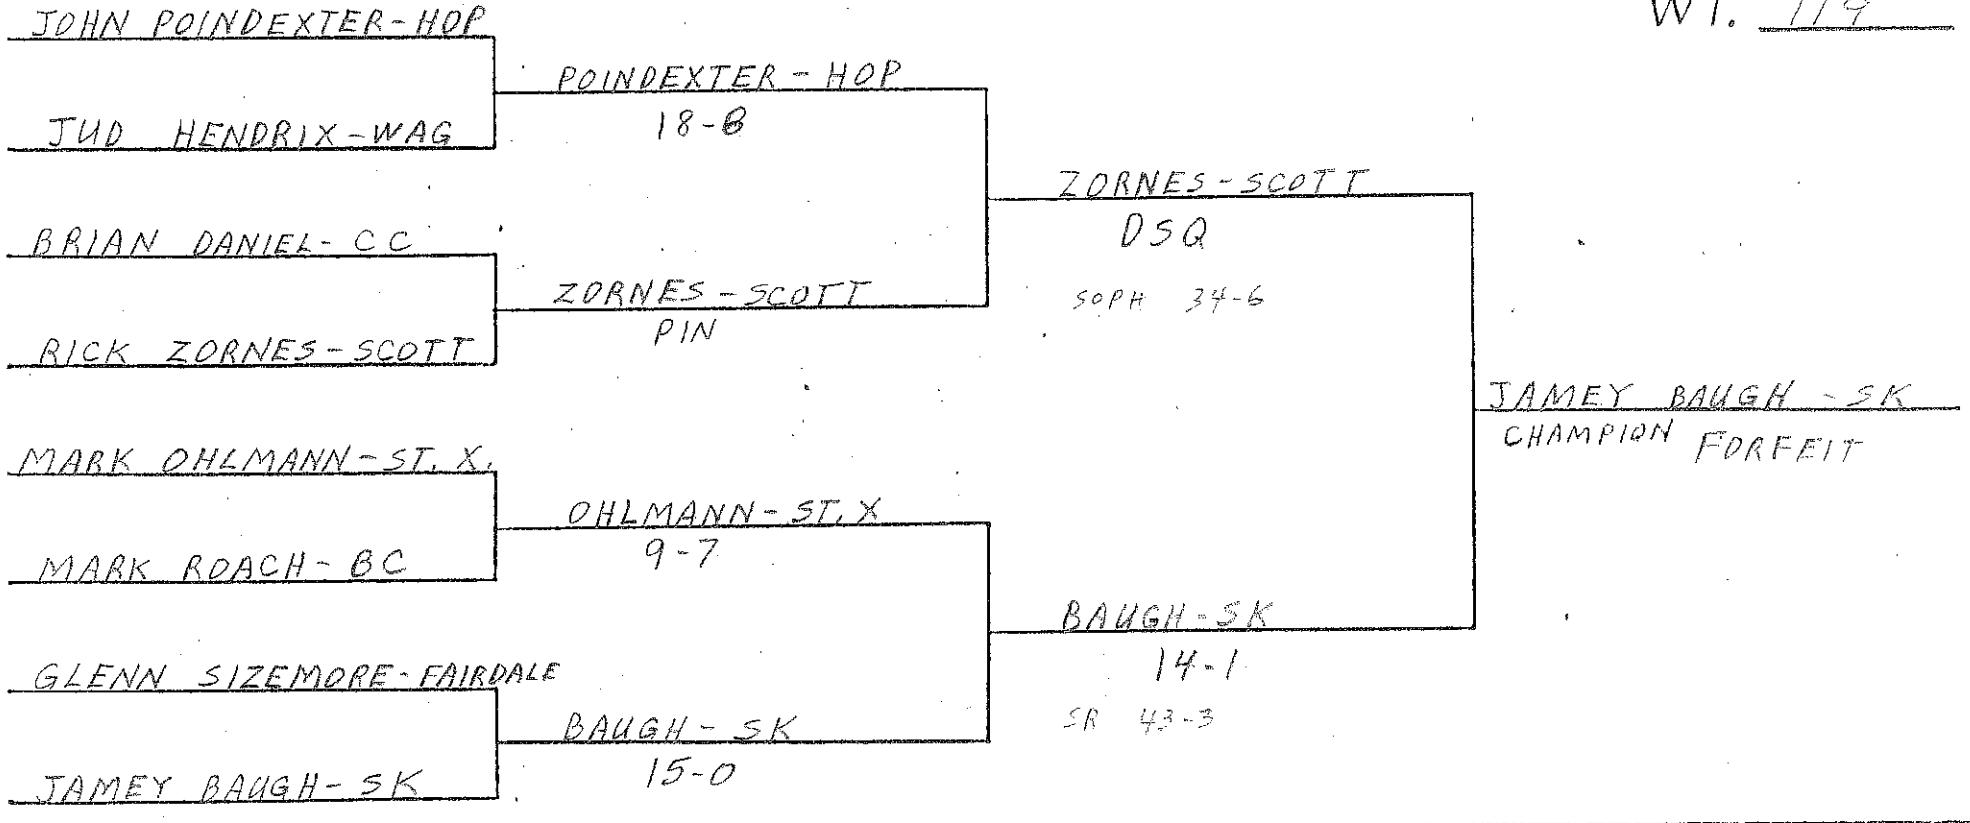 WT. 119
JOHN POINDEXTER-HOP
POINDEXTER - HOP
18-8
JUD HENDRIX-WAG
ZORNES-SCOTT
DSQ
BRIAN DANIEL- CC
ZORNES - SCOTT
PIN
SOPH 34-6
RICK ZORNES-SCOTT
JAMEY BAUGH - SK
CHAMPION FORFEIT
MARK OHLMANN-ST. X.
OHLMANN-ST. X
9-7
MARK ROACH- BC
BAUGH-SK
14-1
SR 43-3
GLENN SIZEMORE-FAIRDALE
BAUGH - SK
15-0
JAMEY BAUGH-SK